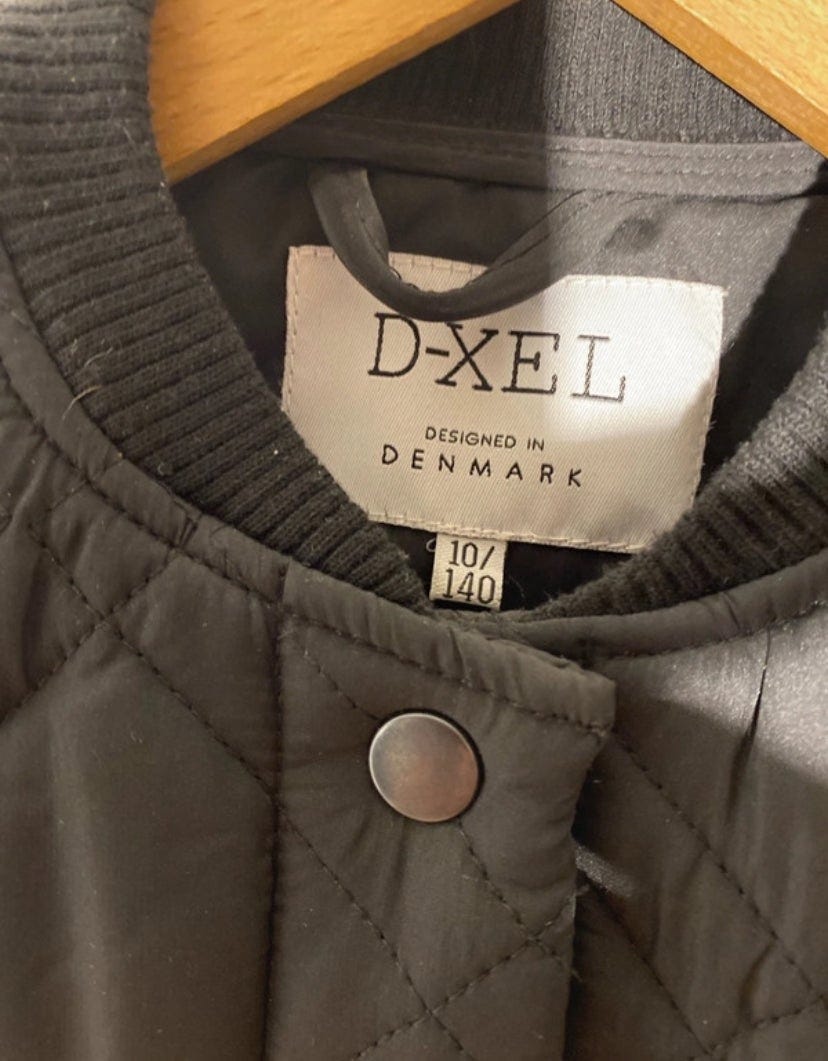 D-XEL
DESIGNED IN
DENMARK
10/
140